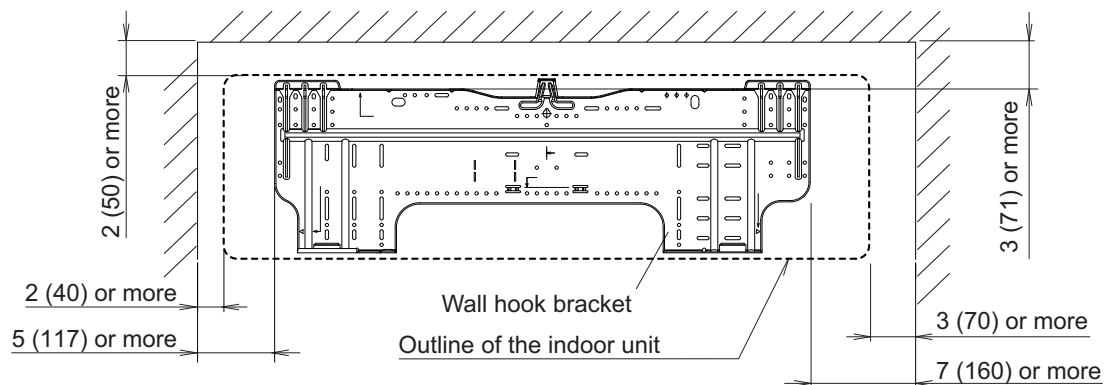 2 (50) or more
3 (71) or more
2 (40) or more
Wall hook bracket
3 (70) or more
5 (117) or more
Outline of the indoor unit
7 (160) or more